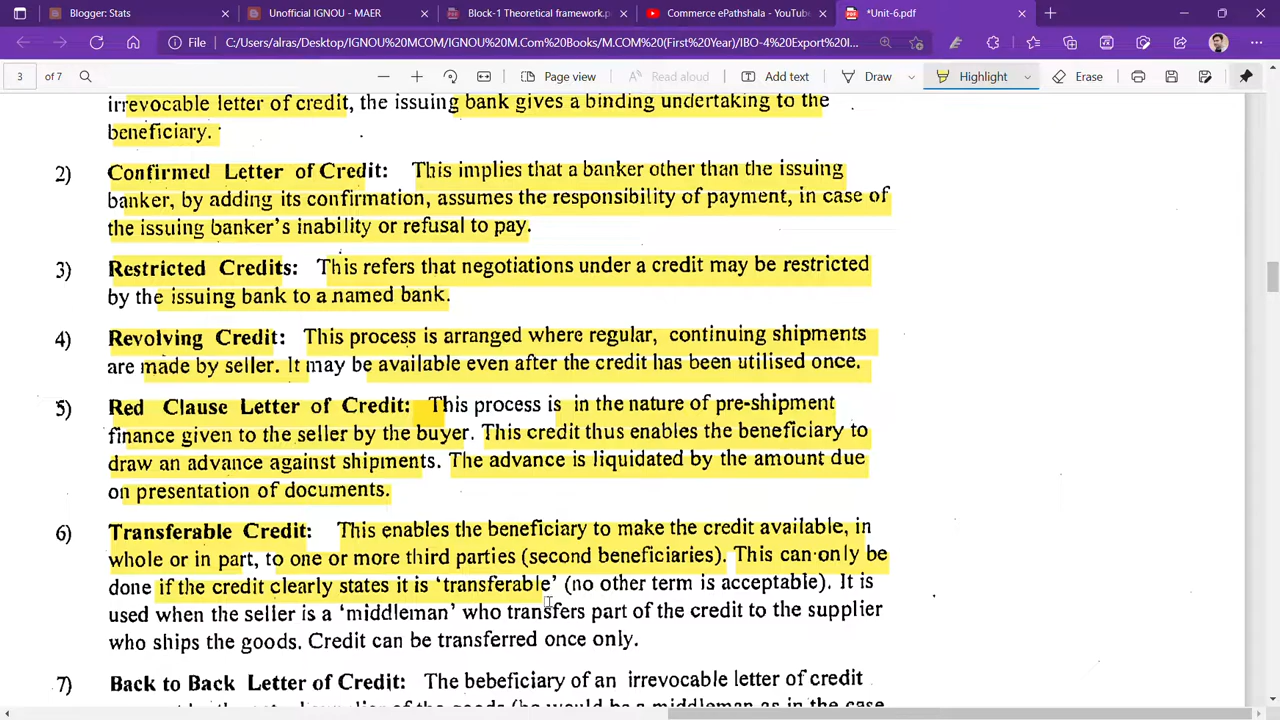 Blogger: Stats
Unofficial IGNOU - MAER
Block-1 Theoretical framework.p
Commerce ePathshala - YouTube
*Unit-6.pdf
File
C:/Users/alras/Desktop/IGNOU%20MCOM/IGNOU%20M.Com%20Books/M.COM%20(First%20Year)/IBO-4%20Export%20I...
3 of 7
Page view
Read aloud
Add text
Draw
Highlight
Erase
irrevocable letter of credit, the issuing bank gives a binding undertaking to the
beneficiary.
2) Confirmed Letter of Credit: This implies that a banker other than the issuing
banker, by adding its confirmation, assumes the responsibility of payment, in case of
the issuing banker's inability or refusal to pay.
3) Restricted Credits: This refers that negotiations under a credit may be restricted
by the issuing bank to a named bank.
4) Revolving Credit: This process is arranged where regular, continuing shipments
are made by seller. It may be available even after the credit has been utilised once.
5) Red Clause Letter of Credit: This process is in the nature of pre-shipment
finance given to the seller by the buyer. This credit thus enables the beneficiary to
draw an advance against shipments. The advance is liquidated by the amount due
on presentation of documents.
6) Transferable Credit: This enables the beneficiary to make the credit available, in
whole or in part, to one or more third parties (second beneficiaries). This can only be
done if the credit clearly states it is 'transferable' (no other term is acceptable). It is
used when the seller is a 'middleman' who transfers part of the credit to the supplier
who ships the goods. Credit can be transferred once only.
7) Back to Back Letter of Credit: The bebeficiary of an irrevocable letter of credit